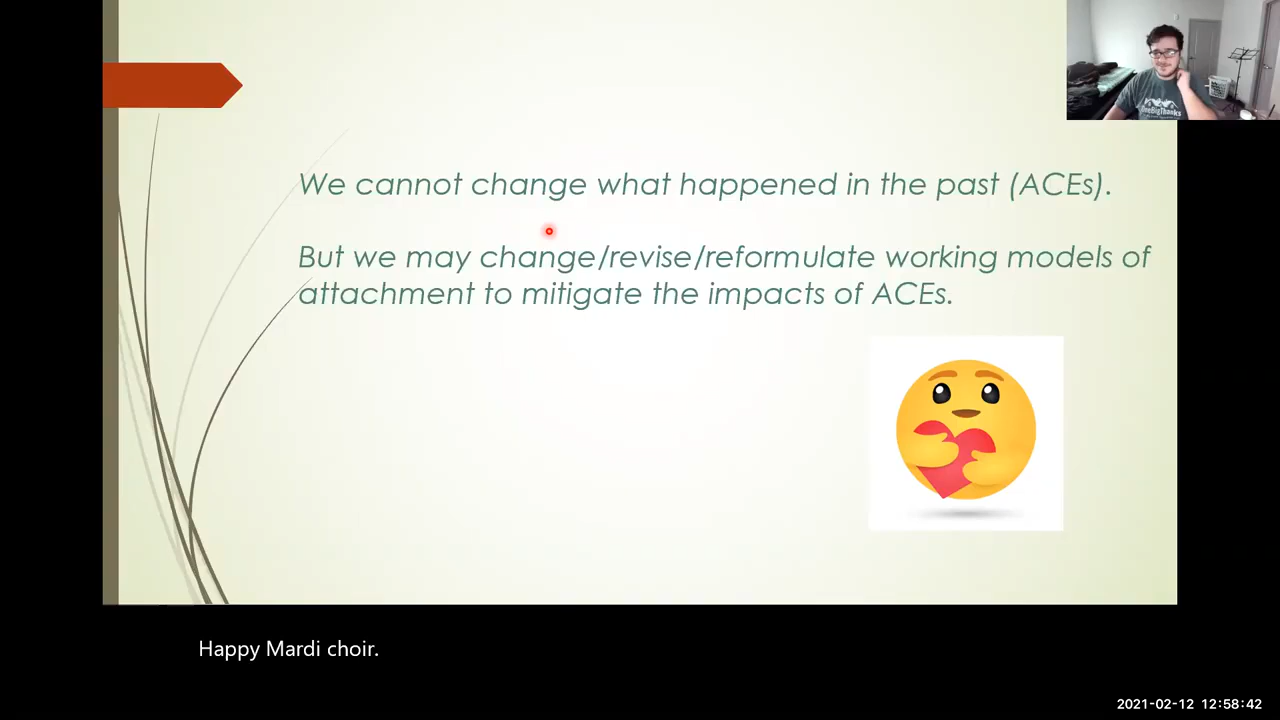 We cannot change what happened in the past (ACEs).
But we may change/revise/reformulate working models of
attachment to mitigate the impacts of ACEs.
OneBigThanks
Happy Mardi choir.
2021-02-12 12:58:42